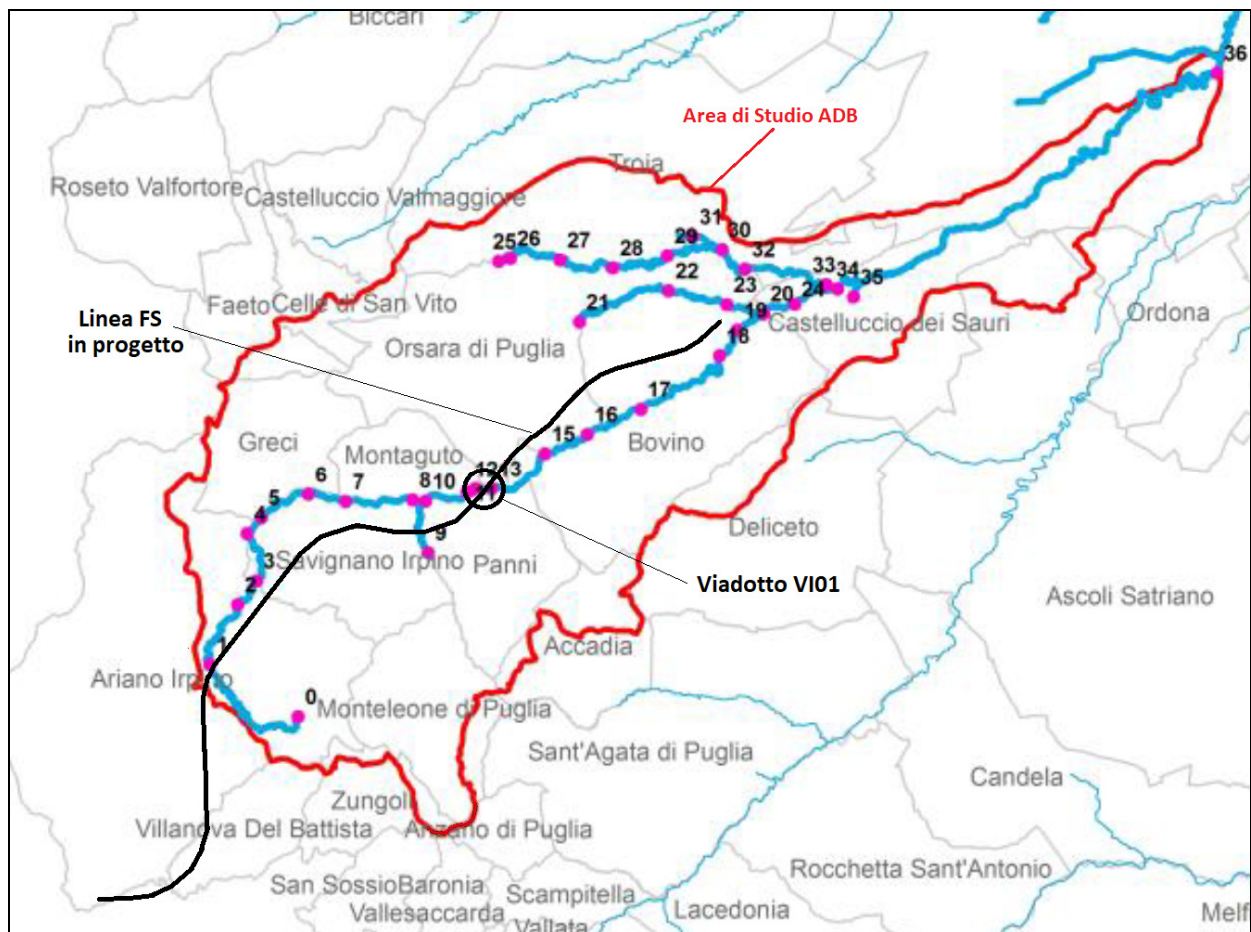 Biccari
36
Area di Studio ADB
Troia
Roseto Valfortore
Castelluccio Valmaggiore
31
30
25
26
27
28
29
32
22
33
34
35
23
20
24
21
19
Faeto
Celle di San Vito
Castelluccio dei Sauri
Ordona
Linea FS
in progetto
18
Orsara di Puglia
17
16
15
Bovino
Greci
Montaguto
12
13
6
7
8
10
5
4
9
Deliceto
3
Savignano Irpino
Panni
2
Viadotto VI01
Ascoli Satriano
1
Accadia
Ariano Irpino
0
Monteleone di Puglia
Sant'Agata di Puglia
Candela
Zungoli
Villanova Del Battista
Anzano di Puglia
Rocchetta Sant'Antonio
San Sossio Baronia
Scampitella
Vallesaccarda
Lacedonia
Vallata
Melf